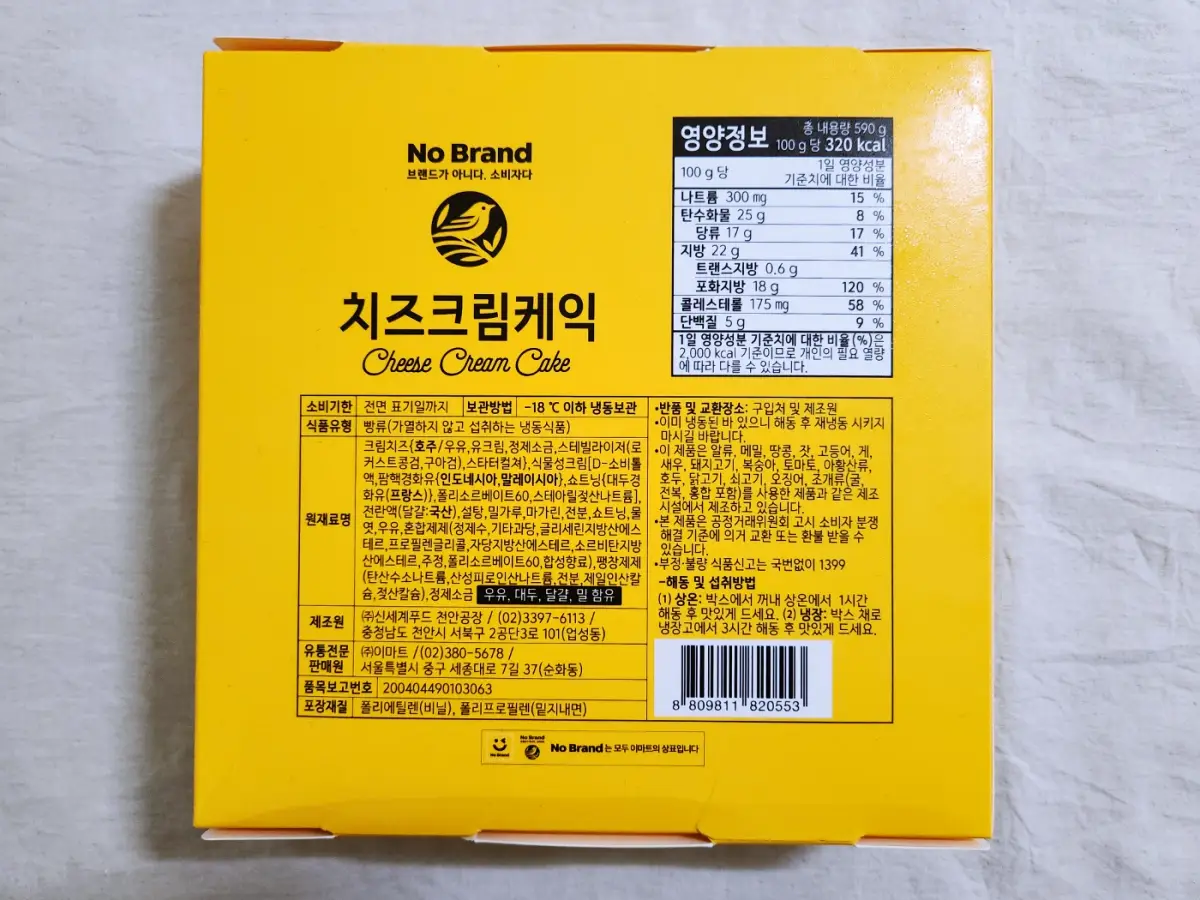 No Brand
브랜드가 아니다. 소비자다
치즈크림케익
Cheese Cream Cake
영양정보
총 내용량 590 g
100 g 당 320 kcal
100 g 당
1일 영양성분
기준치에 대한 비율
나트륨 300 mg 15 %
탄수화물 25 g 8 %
당류 17 g 17 %
지방 22 g 41 %
트랜스지방 0.6 g
포화지방 18 g 120 %
콜레스테롤 175 mg 58 %
단백질 5 g 9 %
1일 영양성분 기준치에 대한 비율(%)은
2,000 kcal 기준이므로 개인의 필요 열량
에 따라 다를 수 있습니다.
소비기한 전면 표기일까지 보관방법 -18 ℃ 이하 냉동보관
식품유형 빵류(가열하지 않고 섭취하는 냉동식품)
원재료명
크림치즈{호주/우유,유크림,정제소금,스테빌라이저(로
커스트콩검,구아검),스타터컬쳐},식물성크림[D-소비톨
액,팜핵경화유{인도네시아,말레이시아},쇼트닝{대두경
화유(프랑스)},폴리소르베이트60,스테아릴젖산나트륨],
전란액(달걀:국산),설탕,밀가루,마가린,전분,쇼트닝,물
엿,우유,혼합제제(정제수,기타과당,글리세린지방산에스
테르,프로필렌글리콜,자당지방산에스테르,소르비탄지방
산에스테르,주정,폴리소르베이트60,합성향료),팽창제제
(탄산수소나트륨,산성피로인산나트륨,전분,제일인산칼
슘,젖산칼슘),정제소금 우유, 대두, 달걀, 밀 함유
제조원 ㈜신세계푸드 천안공장 / (02)3397-6113 /
충청남도 천안시 서북구 2공단3로 101(업성동)
유통전문
판매원
㈜이마트 /(02)380-5678 /
서울특별시 중구 세종대로 7길 37(순화동)
품목보고번호 200404490103063
포장재질 폴리에틸렌(비닐), 폴리프로필렌(밑지내면)
•반품 및 교환장소: 구입처 및 제조원
•이미 냉동된 바 있으니 해동 후 재냉동 시키지
마시길 바랍니다.
•이 제품은 알류, 메밀, 땅콩, 잣, 고등어, 게,
새우, 돼지고기, 복숭아, 토마토, 아황산류,
호두, 닭고기, 쇠고기, 오징어, 조개류(굴,
전복, 홍합 포함)를 사용한 제품과 같은 제조
시설에서 제조하고 있습니다.
•본 제품은 공정거래위원회 고시 소비자 분쟁
해결 기준에 의거 교환 또는 환불 받을 수
있습니다.
•부정·불량 식품신고는 국번없이 1399
-해동 및 섭취방법
(1) 상온: 박스에서 꺼내 상온에서 1시간
해동 후 맛있게 드세요. (2) 냉장: 박스 채로
냉장고에서 3시간 해동 후 맛있게 드세요.
8 809811 820553
No Brand
No Brand
No Brand는 모두 이마트의 상표입니다